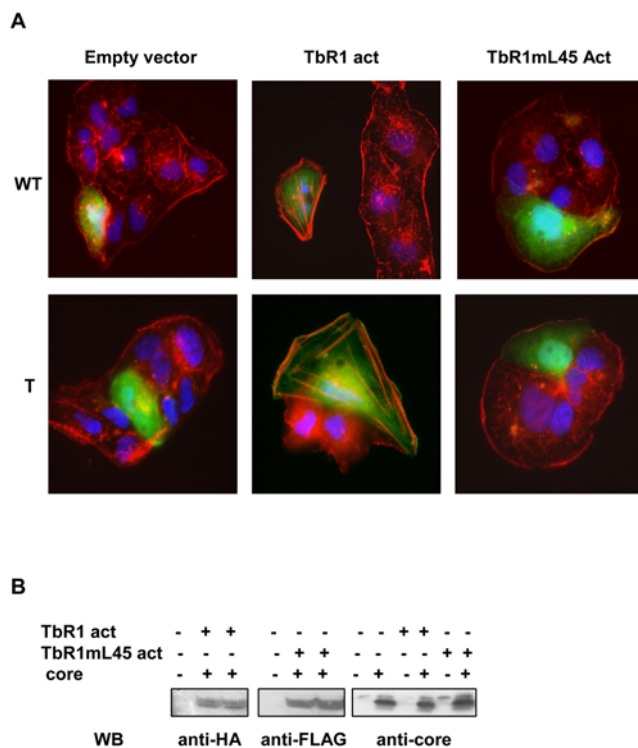 A
Empty vector
TbR1 act
TbR1mL45 Act
WT
T
B
TbR1 act - + + - - - + +
TbR1mL45 act - - + + - - + +
core - + + - + + - + + +
WB anti-HA anti-FLAG anti-core